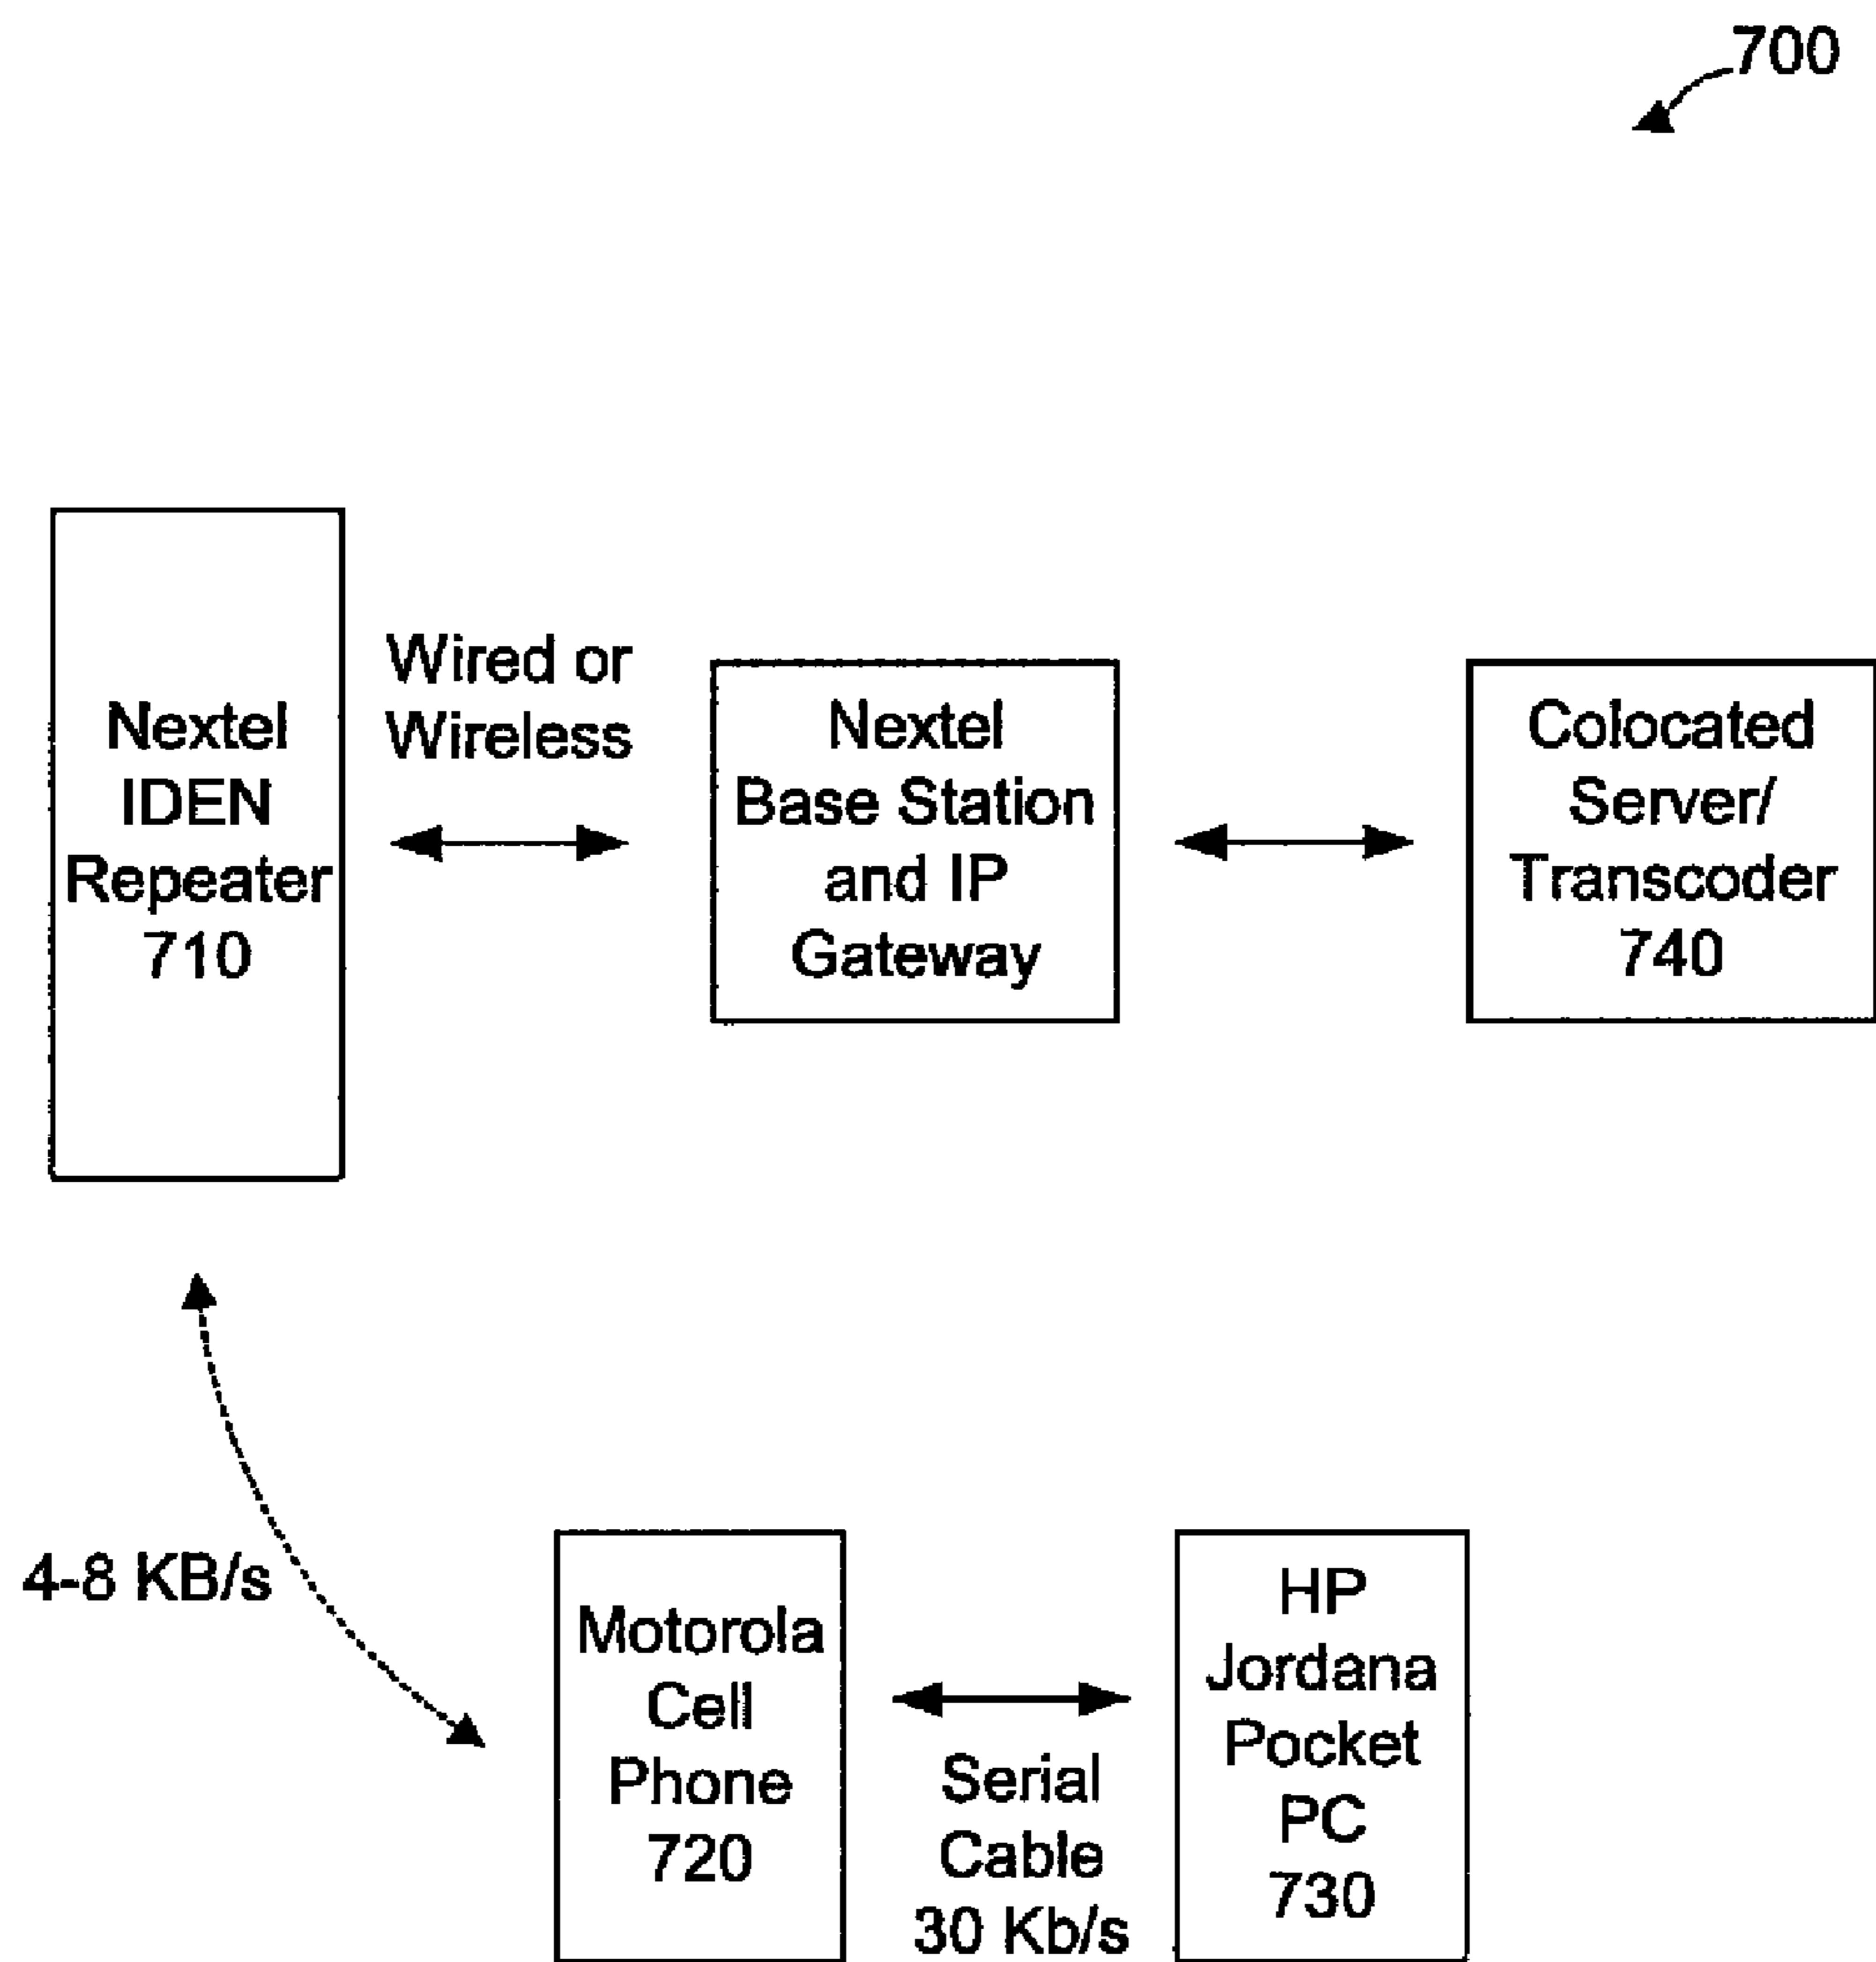 700
Nextel
IDEN
Repeater
710
Wired or
Wireless
Nextel
Base Station
and IP
Gateway
Colocated
Server/
Transcoder
740
4-8 KB/s
Motorola
Cell
Phone
720
Serial
Cable
30 Kb/s
HP
Jordana
Pocket
PC
730